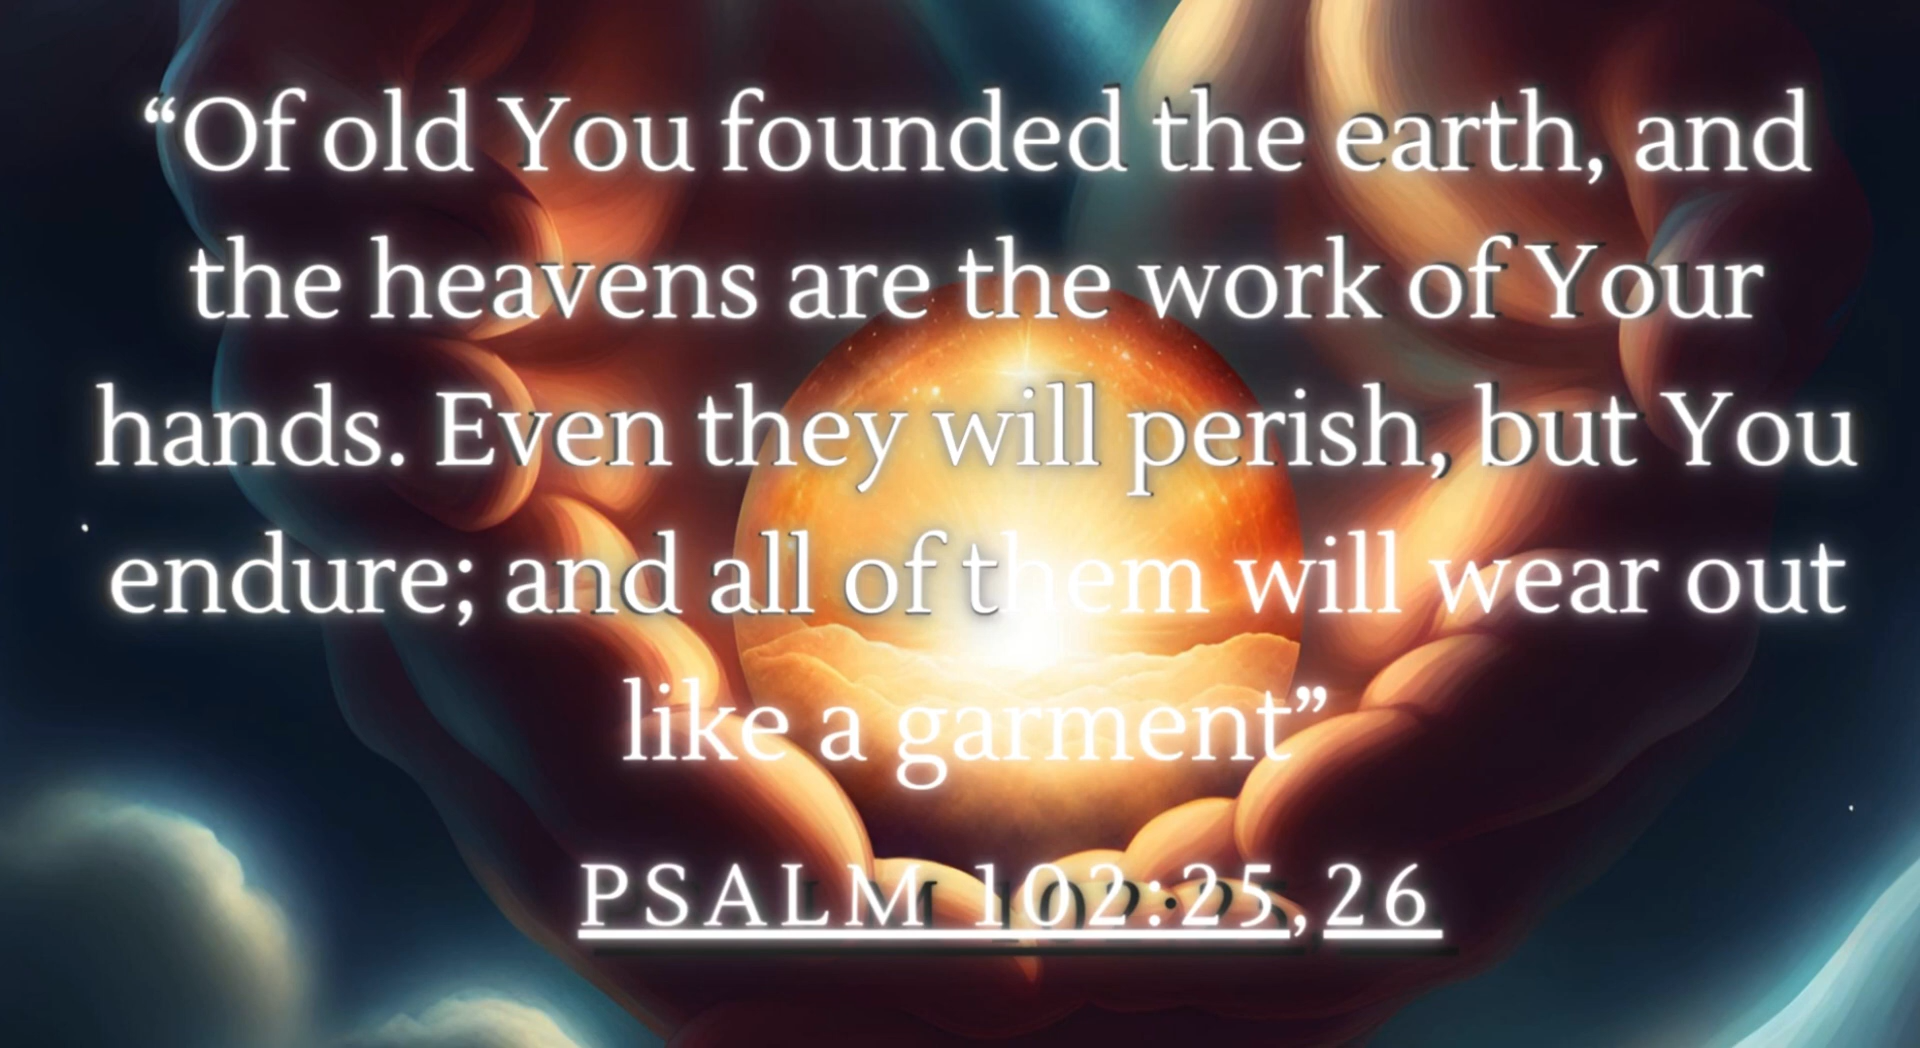 “Of old You founded the earth, and
the heavens are the work of Your
hands. Even they will perish, but You
endure; and all of them will wear out
like a garment”
PSALM 102:25,26